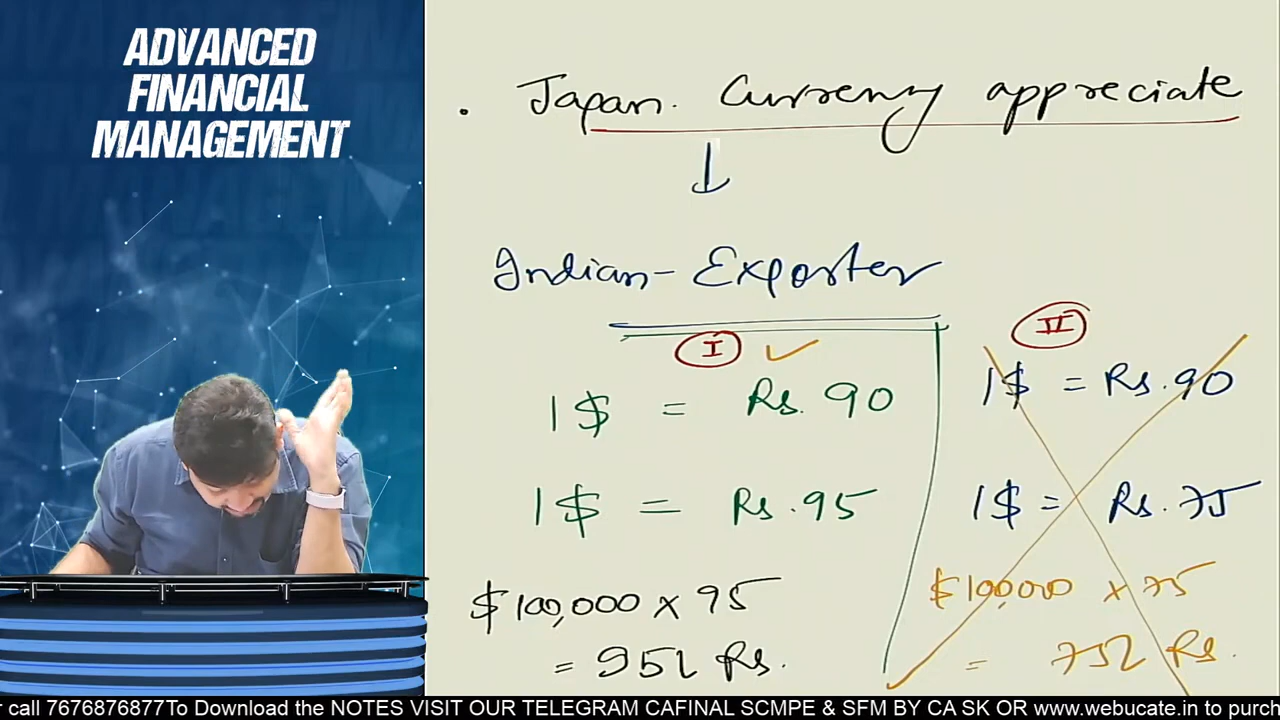 ADVANCED
FINANCIAL
MANAGEMENT
. Japan. Currency appreciate
Indian - Exporter
I
1$ = Rs. 90
1$ = Rs. 95
$100,000 x 95
= 95L Rs.
II
1$ = Rs. 90
1$ = Rs. 75
$100,000 x 75
= 75L Rs.
r call 7676876877To Download the NOTES VISIT OUR TELEGRAM CAFINAL SCMPE & SFM BY CA SK OR www.webucate.in to purch